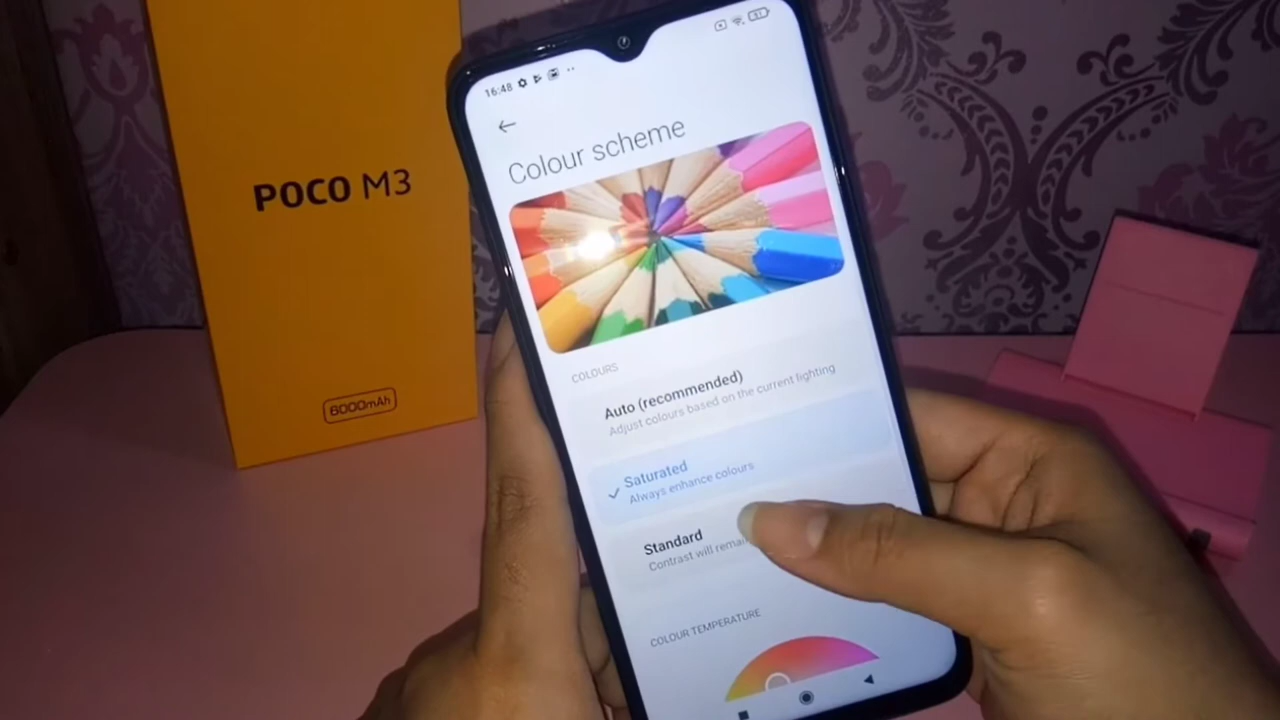 POCO M3
6000mAh
16:48
Colour scheme
COLOURS
Auto (recommended)
Adjust colours based on the current lighting
Saturated
Always enhance colours
Standard
Contrast will
COLOUR TEMPERATURE